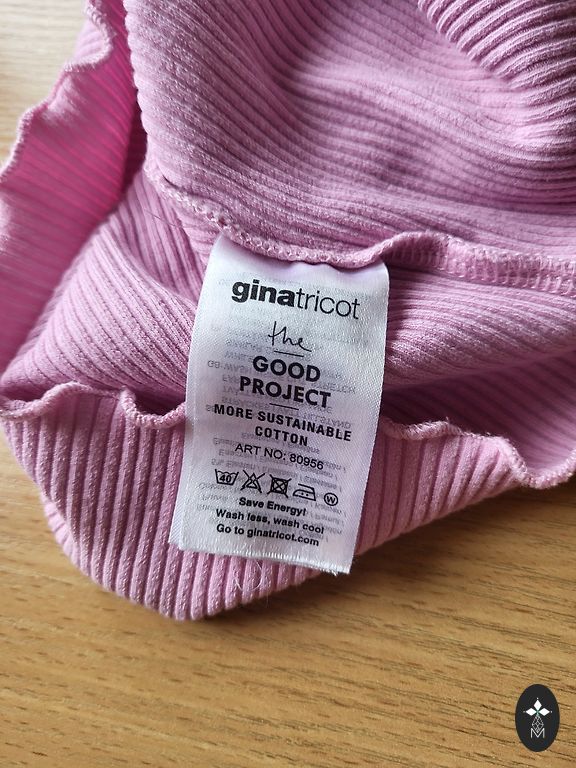 ginatricot
the
GOOD
PROJECT
MORE SUSTAINABLE
COTTON
ART NO: 80956
40 W
Save Energy!
Wash less, wash cool
Go to ginatricot.com
M